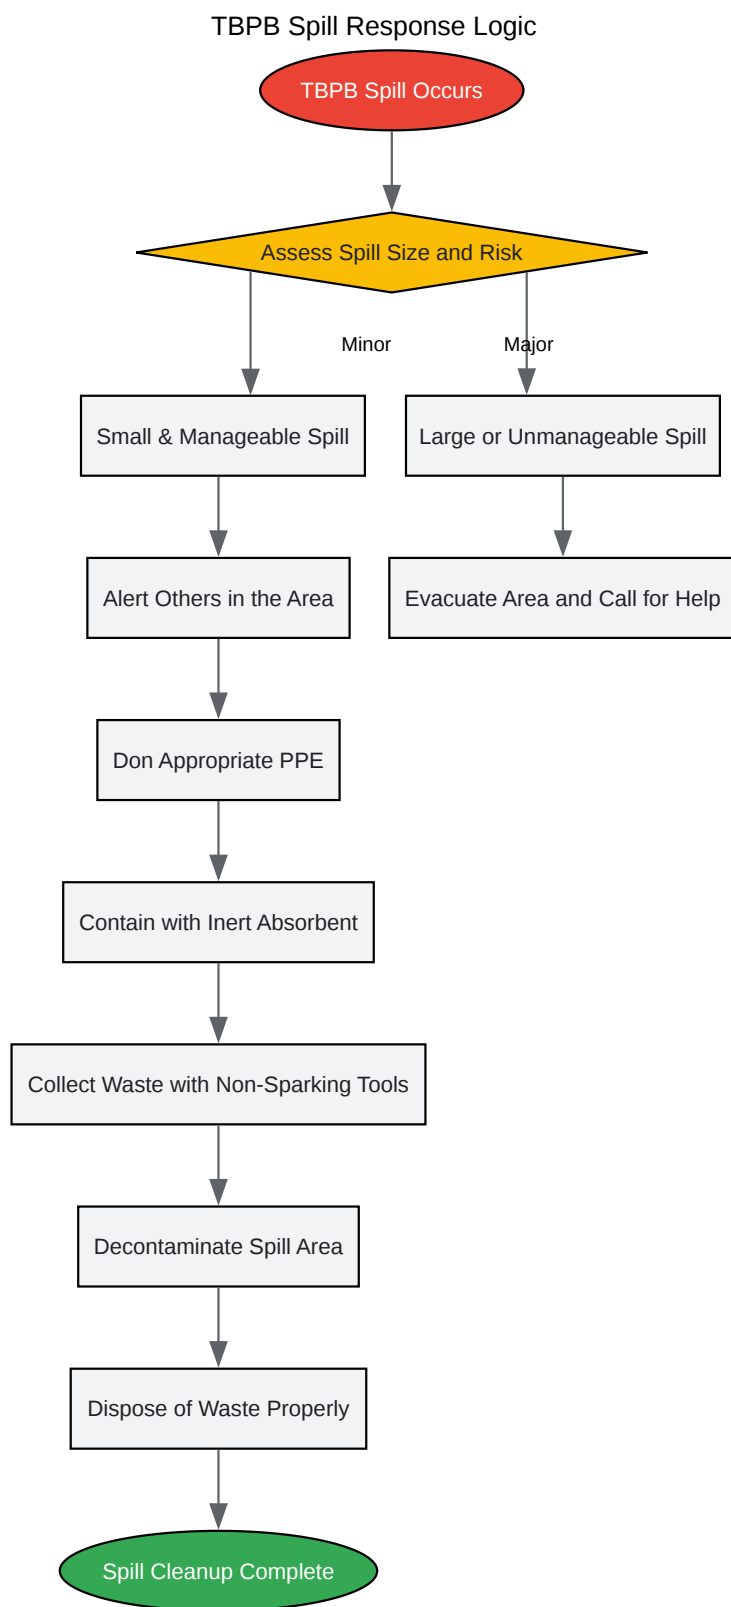 TBPB Spill Response Logic
TBPB Spill Occurs
Assess Spill Size and Risk
Minor
Major
Small & Manageable Spill
Large or Unmanageable Spill
Alert Others in the Area
Evacuate Area and Call for Help
Don Appropriate PPE
Contain with Inert Absorbent
Collect Waste with Non-Sparking Tools
Decontaminate Spill Area
Dispose of Waste Properly
Spill Cleanup Complete